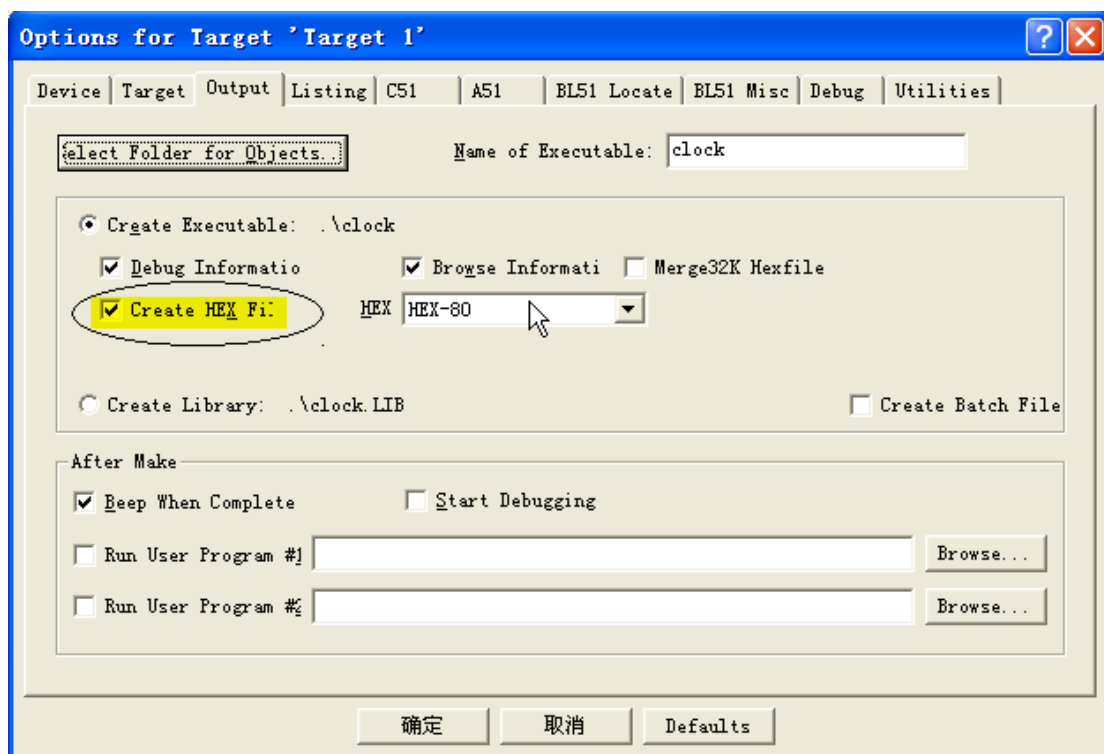 Options for Target 'Target 1'
Device Target Output Listing C51 A51 BL51 Locate BL51 Misc Debug Utilities
elect Folder for Objects.. Name of Executable: clock
Create Executable: .\clock
Debug Informatio Browse Informati Merge32K Hexfile
Create HEX Fi HEX HEX-80
Create Library: .\clock.LIB Create Batch File
After Make
Beep When Complete Start Debugging
Run User Program #1 Browse...
Run User Program #2 Browse...
确定 取消 Defaults